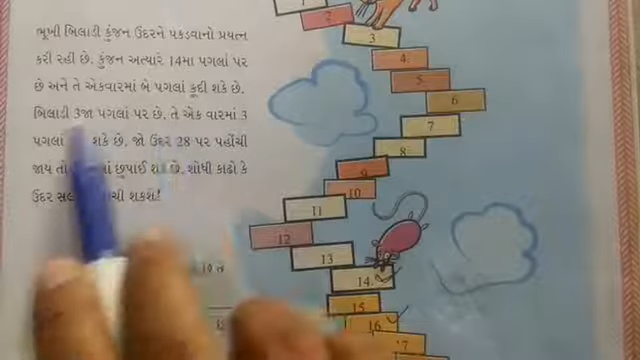 ભૂખી બિલાડી કુંજન ઉંદરને પકડવાનો પ્રયત્ન
કરી રહી છે. કુંજન અત્યારે 14મા પગલાં પર
છે અને તે એકવારમાં બે પગલાં કૂદી શકે છે.
બિલાડી 3જા પગલાં પર છે. તે એક વારમાં 3
પગલાં શકે છે. જો ઉંદર 28 પર પહોંચી
જાય તો છુપાઈ છે. શોધી કાઢો કે
ઉંદર શકશે!
1
2
3
4
5
6
7
8
9
10
11
12
13
14
15
16
17